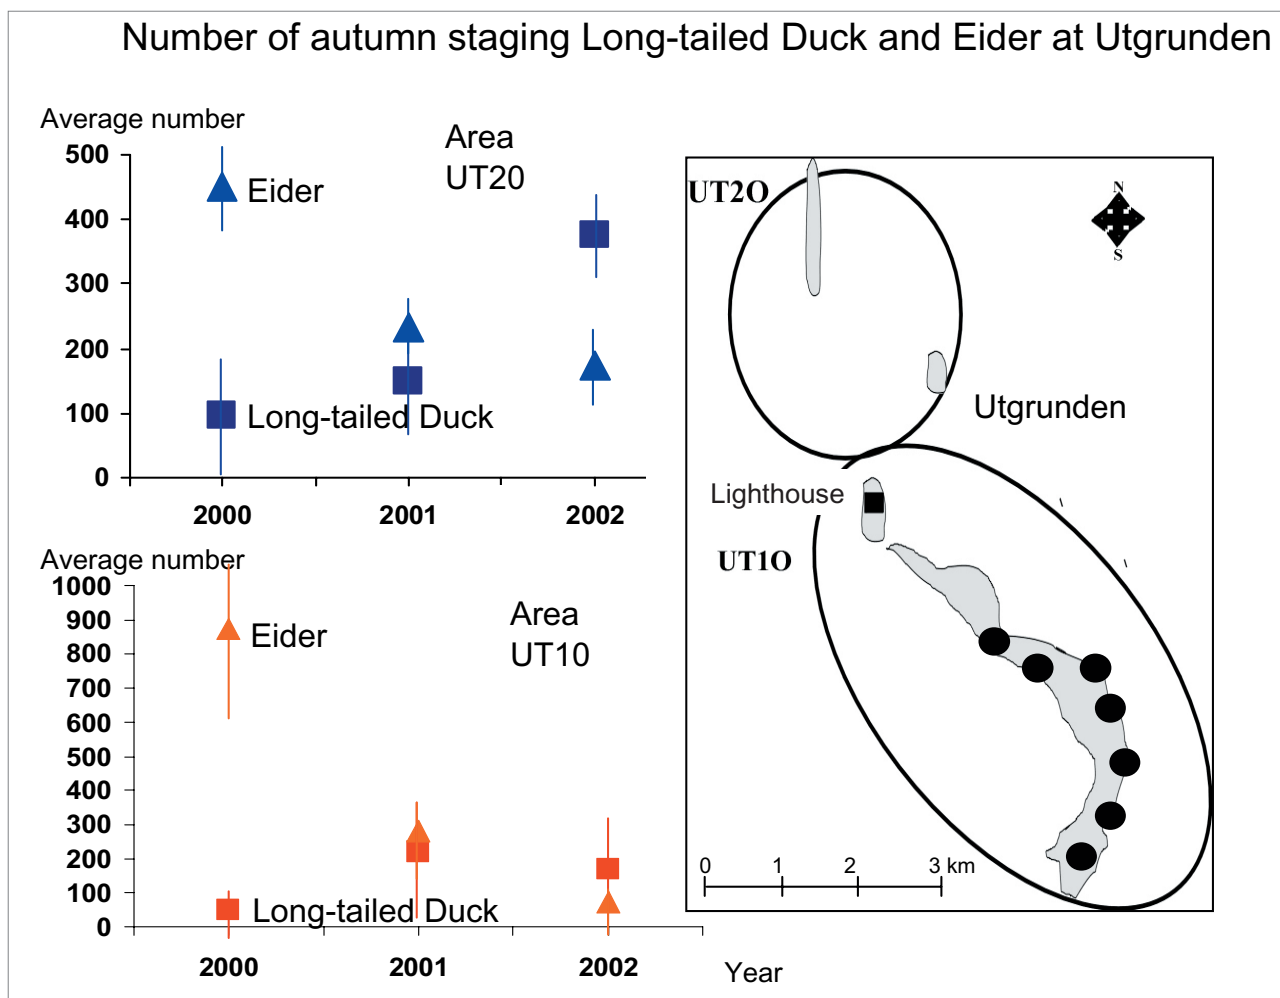 Number of autumn staging Long-tailed Duck and Eider at Utgrunden
Average number
Area
UT20
500
400
300
200
100
0
Eider
Long-tailed Duck
2000
2001
2002
Average number
Area
UT10
1000
900
800
700
600
500
400
300
200
100
0
Eider
Long-tailed Duck
2000
2001
2002
Year
UT2O
N
S
Utgrunden
Lighthouse
UT1O
0 1 2 3 km